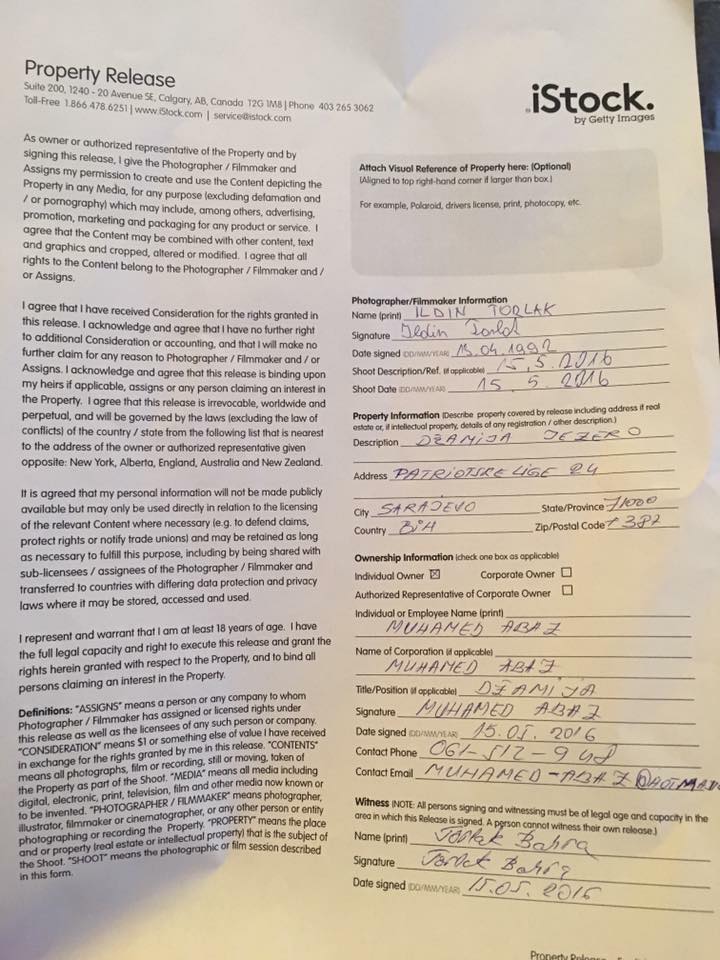 Property Release
Suite 200, 1240 - 20 Avenue SE, Calgary, AB, Canada T2G 1M8 | Phone 403 265 3062
Toll-Free 1.866 478.6251 | www.iStock.com | service@istock.com
iStock.
by Getty Images
As owner or authorized representative of the Property and by
signing this release, I give the Photographer / Filmmaker and
Assigns my permission to create and use the Content depicting the
Property in any Media, for any purpose (excluding defamation and
/ or pornography) which may include, among others, advertising,
promotion, marketing and packaging for any product or service. I
agree that the Content may be combined with other content, text
and graphics and cropped, altered or modified. I agree that all
rights to the Content belong to the Photographer / Filmmaker and /
or Assigns.
I agree that I have received Consideration for the rights granted in
this release. I acknowledge and agree that I have no further right
to additional Consideration or accounting, and that I will make no
further claim for any reason to Photographer / Filmmaker and / or
Assigns. I acknowledge and agree that this release is binding upon
my heirs if applicable, assigns or any person claiming an interest in
the Property. I agree that this release is irrevocable, worldwide and
perpetual, and will be governed by the laws (excluding the law of
conflicts) of the country / state from the following list that is nearest
to the address of the owner or authorized representative given
opposite: New York, Alberta, England, Australia and New Zealand.
It is agreed that my personal information will not be made publicly
available but may only be used directly in relation to the licensing
of the relevant Content where necessary (e.g. to defend claims,
protect rights or notify trade unions) and may be retained as long
as necessary to fulfill this purpose, including by being shared with
sub-licensees / assignees of the Photographer / Filmmaker and
transferred to countries with differing data protection and privacy
laws where it may be stored, accessed and used.
I represent and warrant that I am at least 18 years of age. I have
the full legal capacity and right to execute this release and grant the
rights herein granted with respect to the Property, and to bind all
persons claiming an interest in the Property.
Definitions: "ASSIGNS" means a person or any company to whom
Photographer / Filmmaker has assigned or licensed rights under
this release as well as the licensees of any such person or company.
"CONSIDERATION" means $1 or something else of value I have received
in exchange for the rights granted by me in this release. "CONTENTS"
means all photographs, film or recording, still or moving, taken of
the Property as part of the Shoot. "MEDIA" means all media including
digital, electronic, print, television, film and other media now known or
to be invented. "PHOTOGRAPHER / FILMMAKER" means photographer,
illustrator, filmmaker or cinematographer, or any other person or entity
photographing or recording the Property. "PROPERTY" means the place
and or property (real estate or intellectual property) that is the subject of
the Shoot. "SHOOT" means the photographic or film session described
in this form.
Attach Visual Reference of Property here: (Optional)
(Aligned to top right-hand corner if larger than box.)
For example, Polaroid, drivers license, print, photocopy, etc.
Photographer/Filmmaker Information
Name (print) ILDIN TORLAK
Signature Ildin Torlak
Date signed (DD/MM/YEAR) 13.04.1992
Shoot Description/Ref. (if applicable) 15.5.2016
Shoot Date (DD/MM/YEAR) 15.5.2016
Property Information (Describe property covered by release including address if real
estate or, if intellectual property, details of any registration / other description.)
Description DŽAMIJA JEZERO
Address PATRIOTSKE LIGE 24
City SARAJEVO State/Province 71000
Country BiH Zip/Postal Code +387
Ownership Information (check one box as applicable)
Individual Owner ☒ Corporate Owner ☐
Authorized Representative of Corporate Owner ☐
Individual or Employee Name (print)
MUHAMED ABAZ
Name of Corporation (if applicable)
MUHAMED ABAZ
Title/Position (if applicable) DŽAMIJA
Signature MUHAMED ABAZ
Date signed (DD/MM/YEAR) 15.05.2016
Contact Phone 061-512-948
Contact Email MUHAMED-ABAZ@HOTMAIL
Witness (NOTE: All persons signing and witnessing must be of legal age and capacity in the
area in which this Release is signed. A person cannot witness their own release.)
Name (print) Torlak Bahra
Signature Torlak Bahra
Date signed (DD/MM/YEAR) 15.05.2016